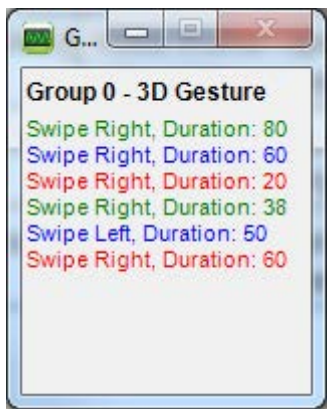 G...
Group 0 - 3D Gesture
Swipe Right, Duration: 80
Swipe Right, Duration: 60
Swipe Right, Duration: 20
Swipe Right, Duration: 38
Swipe Left, Duration: 50
Swipe Right, Duration: 60